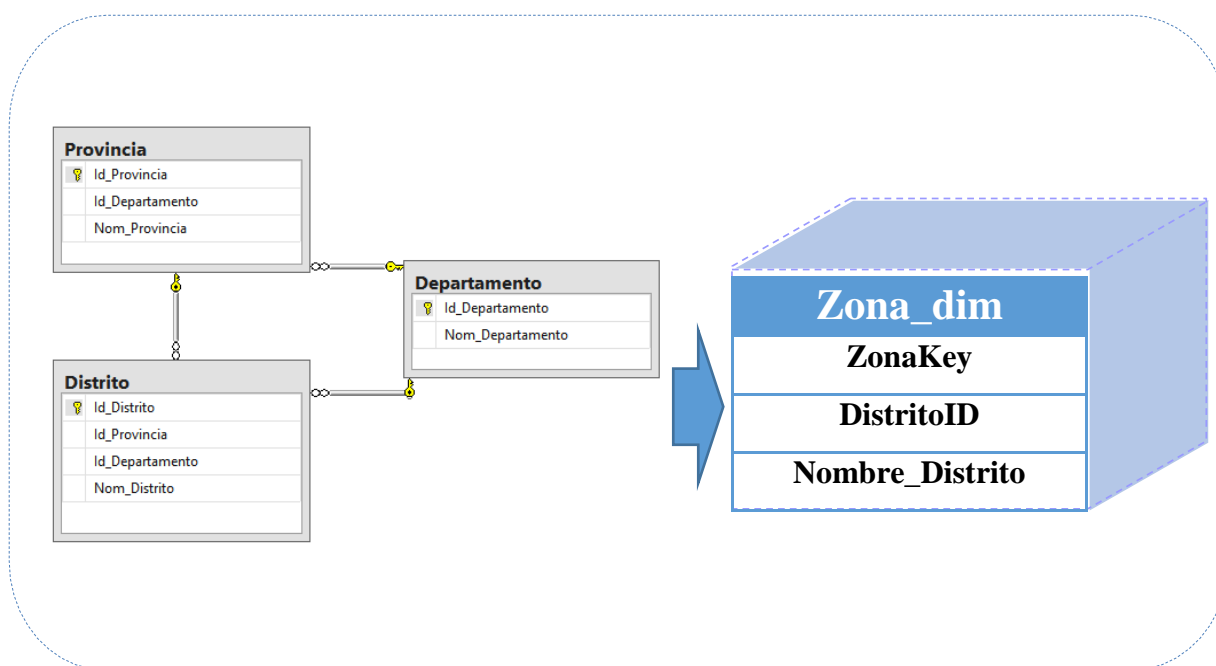 Provincia
Id_Provincia
Id_Departamento
Nom_Provincia
Departamento
Id_Departamento
Nom_Departamento
Distrito
Id_Distrito
Id_Provincia
Id_Departamento
Nom_Distrito
Zona_dim
ZonaKey
DistritoID
Nombre_Distrito